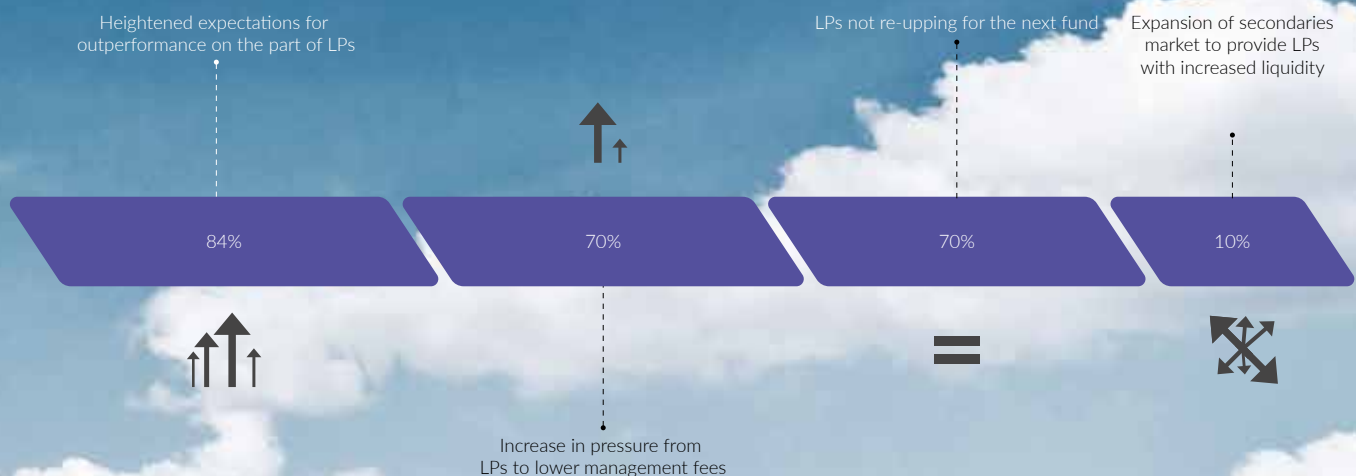 Heightened expectations for
outperformance on the part of LPs
84%
70%
Increase in pressure from
LPs to lower management fees
LPs not re-upping for the next fund
70%
Expansion of secondaries
market to provide LPs
with increased liquidity
10%